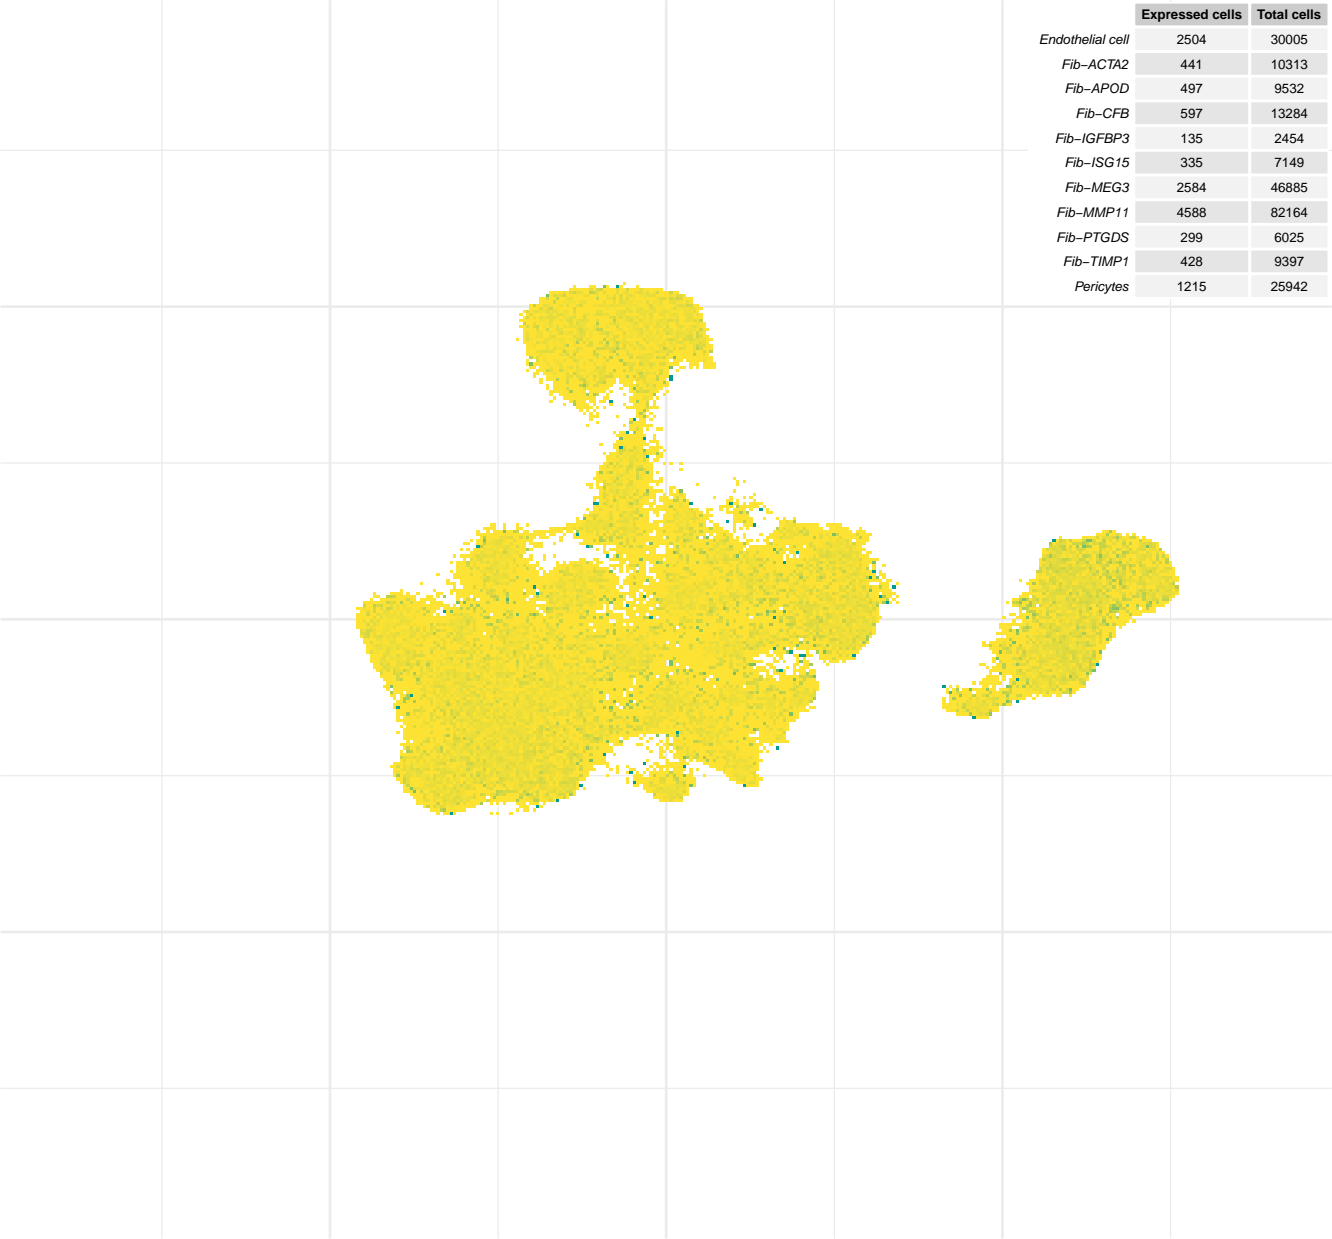 Expressed cells Total cells
Endothelial cell 2504 30005
Fib−ACTA2 441 10313
Fib−APOD 497 9532
Fib−CFB 597 13284
Fib−IGFBP3 135 2454
Fib−ISG15 335 7149
Fib−MEG3 2584 46885
Fib−MMP11 4588 82164
Fib−PTGDS 299 6025
Fib−TIMP1 428 9397
Pericytes 1215 25942